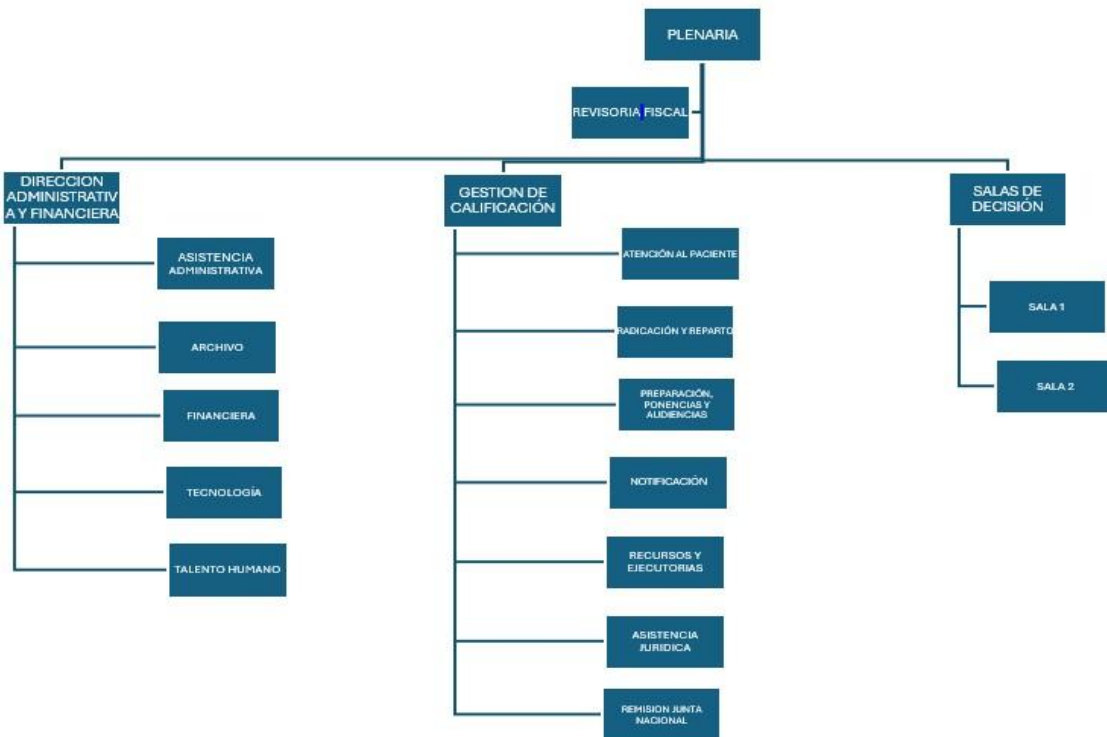 PLENARIA
REVISORIA FISCAL
DIRECCION
ADMINISTRATIV
A Y FINANCIERA
ASISTENCIA
ADMINISTRATIVA
ARCHIVO
FINANCIERA
TECNOLOGÍA
TALENTO HUMANO
GESTION DE
CALIFICACIÓN
ATENCIÓN AL PACIENTE
RADICACIÓN Y REPARTO
PREPARACIÓN,
PONENCIAS Y
AUDIENCIAS
NOTIFICACIÓN
RECURSOS Y
EJECUTORIAS
ASISTENCIA
JURIDICA
REMISION JUNTA
NACIONAL
SALAS DE
DECISIÓN
SALA 1
SALA 2